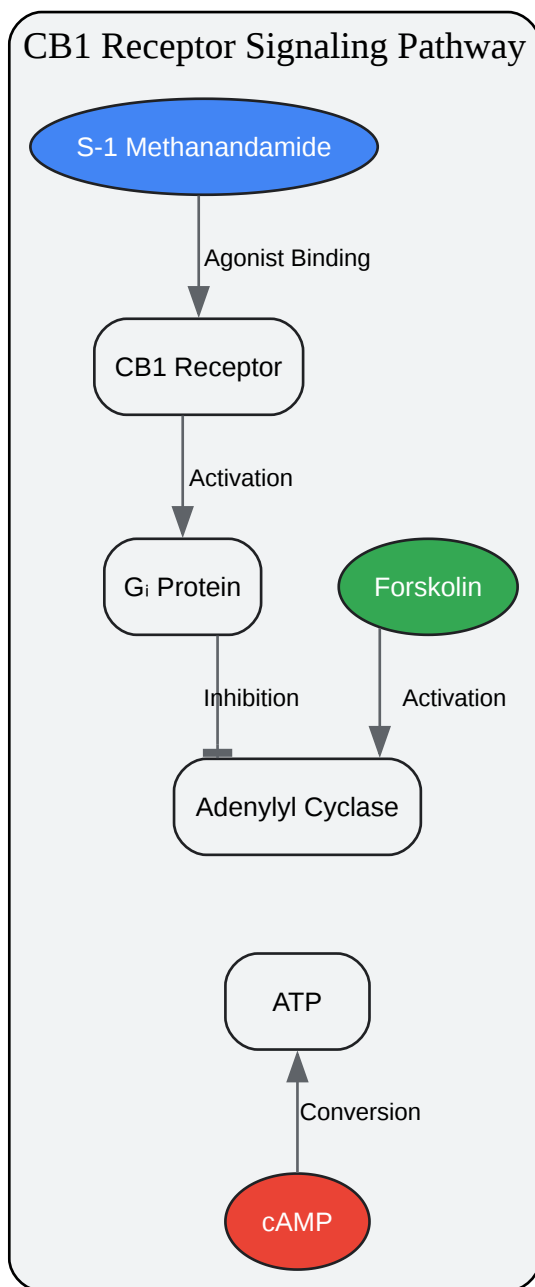 CB1 Receptor Signaling Pathway
S-1 Methanandamide
Agonist Binding
CB1 Receptor
Activation
Gᵢ Protein
Forskolin
Inhibition
Activation
Adenylyl Cyclase
ATP
Conversion
cAMP